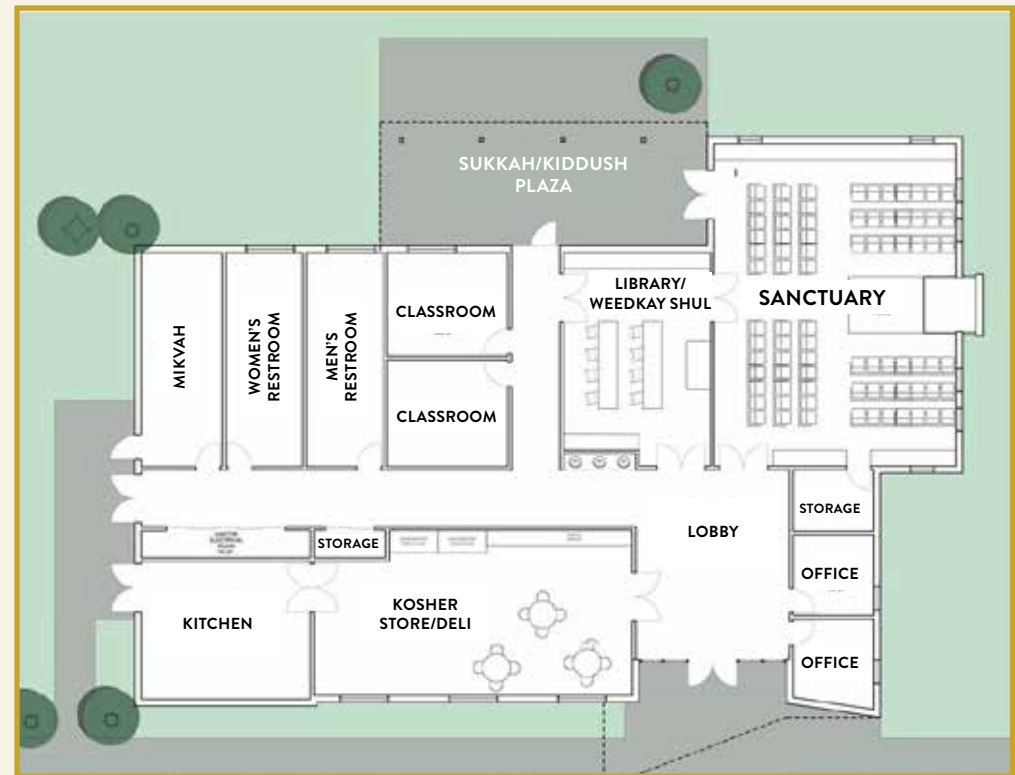 SUKKAH/KIDDUSH
PLAZA
LIBRARY/
WEEDKAY SHUL
SANCTUARY
CLASSROOM
MIKVAH
WOMEN'S
RESTROOM
MEN'S
RESTROOM
CLASSROOM
STORAGE
LOBBY
STORAGE
OFFICE
KOSHER
STORE/DELI
KITCHEN
OFFICE